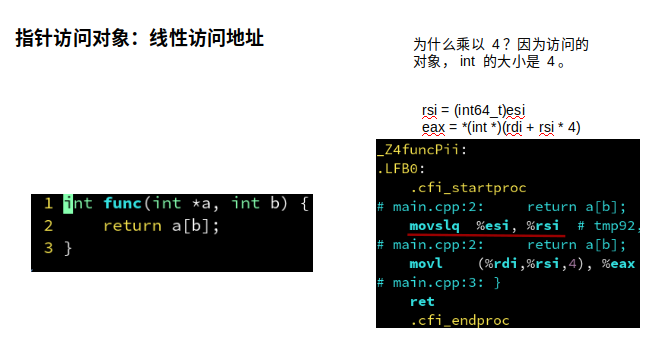 指针访问对象：线性访问地址
为什么乘以 4？因为访问的
对象， int 的大小是 4 。
rsi = (int64_t)esi
eax = *(int *)(rdi + rsi * 4)
1 int func(int *a, int b) {
2     return a[b];
3 }
_Z4funcPii:
.LFB0:
    .cfi_startproc
# main.cpp:2:     return a[b];
    movslq  %esi, %rsi  # tmp92,
# main.cpp:2:     return a[b];
    movl    (%rdi,%rsi,4), %eax
# main.cpp:3: }
    ret
    .cfi_endproc